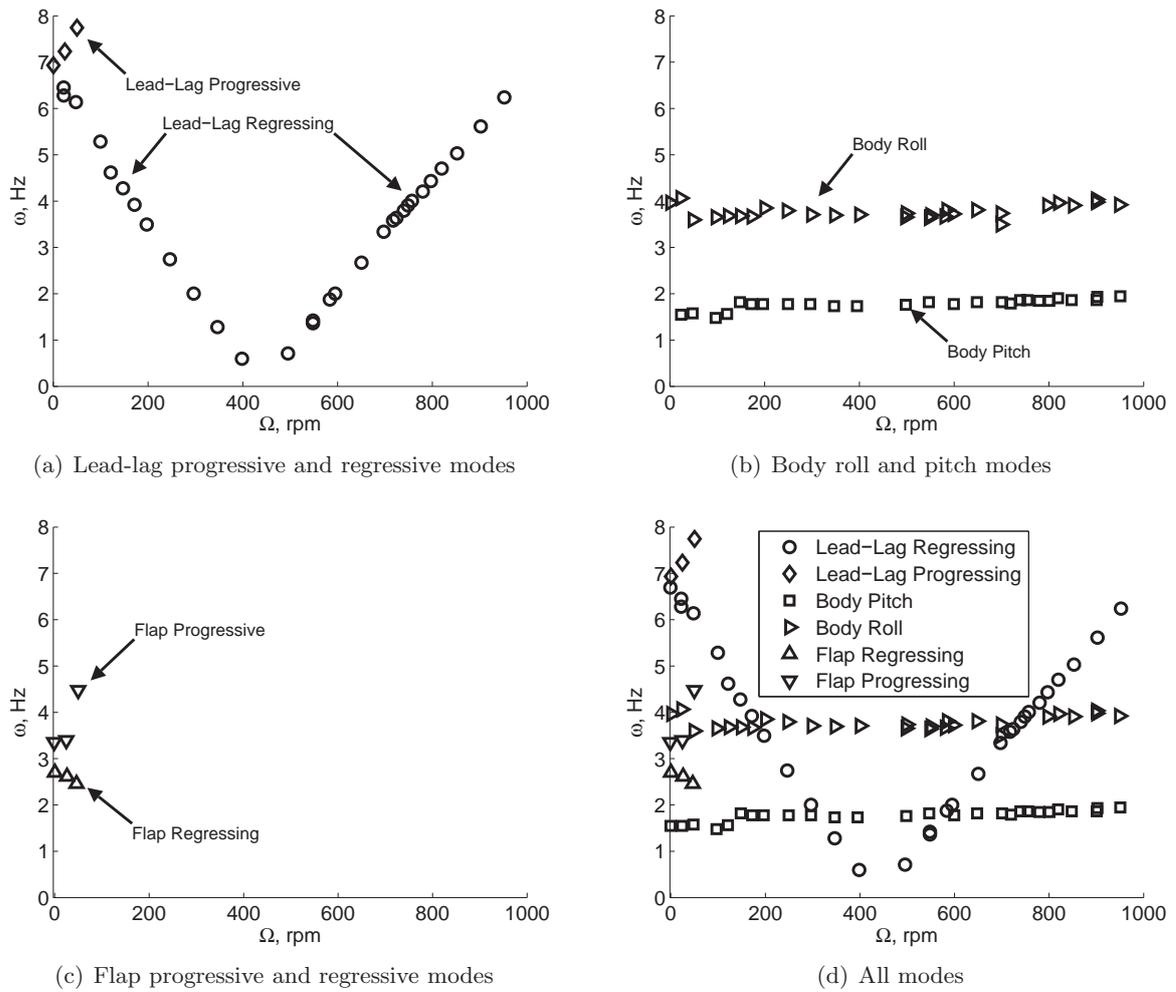 8
7
6
5
4
3
2
1
0
ω, Hz
Lead−Lag Progressive
Lead−Lag Regressing
0 200 400 600 800 1000
Ω, rpm
(a) Lead-lag progressive and regressive modes
8
7
6
5
4
3
2
1
0
ω, Hz
Body Roll
Body Pitch
0 200 400 600 800 1000
Ω, rpm
(b) Body roll and pitch modes
8
7
6
5
4
3
2
1
0
ω, Hz
Flap Progressive
Flap Regressing
0 200 400 600 800 1000
Ω, rpm
(c) Flap progressive and regressive modes
8
7
6
5
4
3
2
1
0
ω, Hz
Lead−Lag Regressing
Lead−Lag Progressing
Body Pitch
Body Roll
Flap Regressing
Flap Progressing
0 200 400 600 800 1000
Ω, rpm
(d) All modes